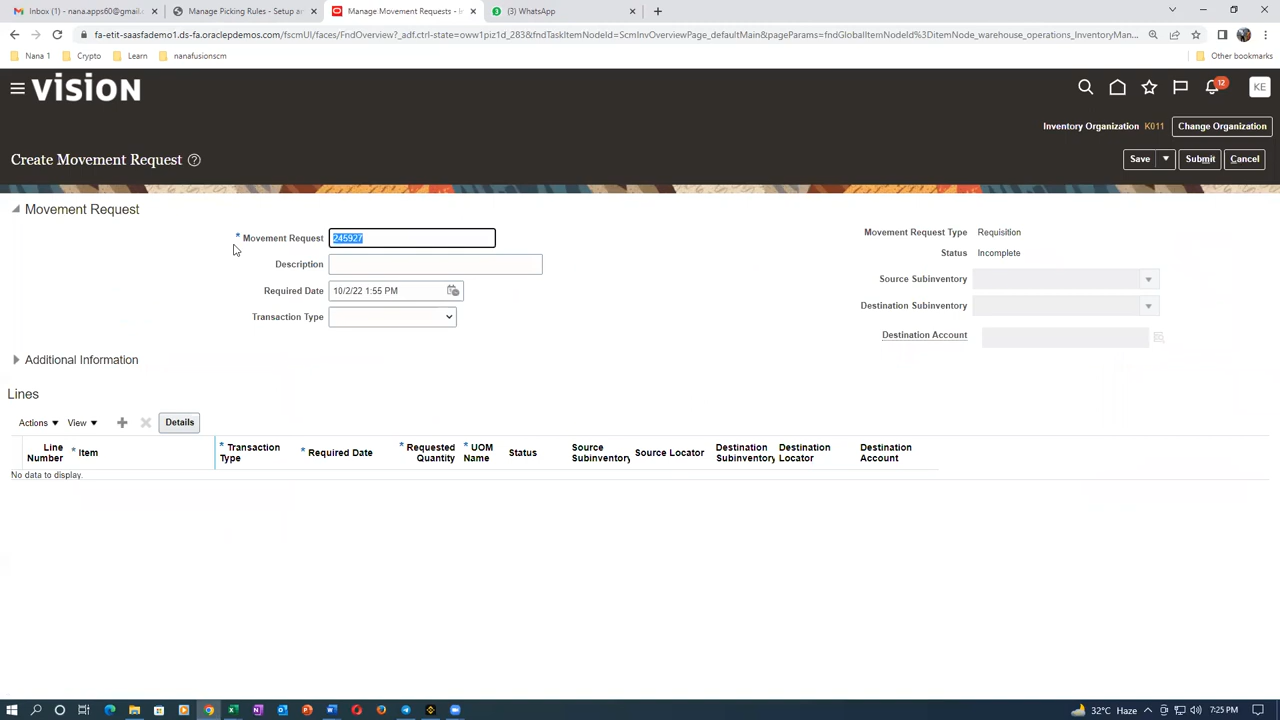 Inbox (1) - nana.apps60@gmail.c
Manage Picking Rules - Setup an
Manage Movement Requests - In
(3) WhatsApp
fa-etit-saasfademo1.ds-fa.oraclepdemos.com/fscmUI/faces/FndOverview?_adf.ctrl-state=oww1piz1d_283&fndTaskItemNodeId=ScmInvOverviewPage_defaultMain&pageParams=fndGlobalItemNodeId%3DitemNode_warehouse_operations_InventoryMan...
Nana 1
Crypto
Learn
nanafusionscm
Other bookmarks
VISION
12
KE
Inventory Organization K011
Change Organization
Create Movement Request
Save
Submit
Cancel
Movement Request
* Movement Request 245927
Description
Required Date 10/2/22 1:55 PM
Transaction Type
Movement Request Type Requisition
Status Incomplete
Source Subinventory
Destination Subinventory
Destination Account
Additional Information
Lines
Actions
View
Details
Line Number
* Item
* Transaction Type
* Required Date
* Requested Quantity
* UOM Name
Status
Source Subinventory
Source Locator
Destination Subinventory
Destination Locator
Destination Account
No data to display.
32°C Haze
7:25 PM